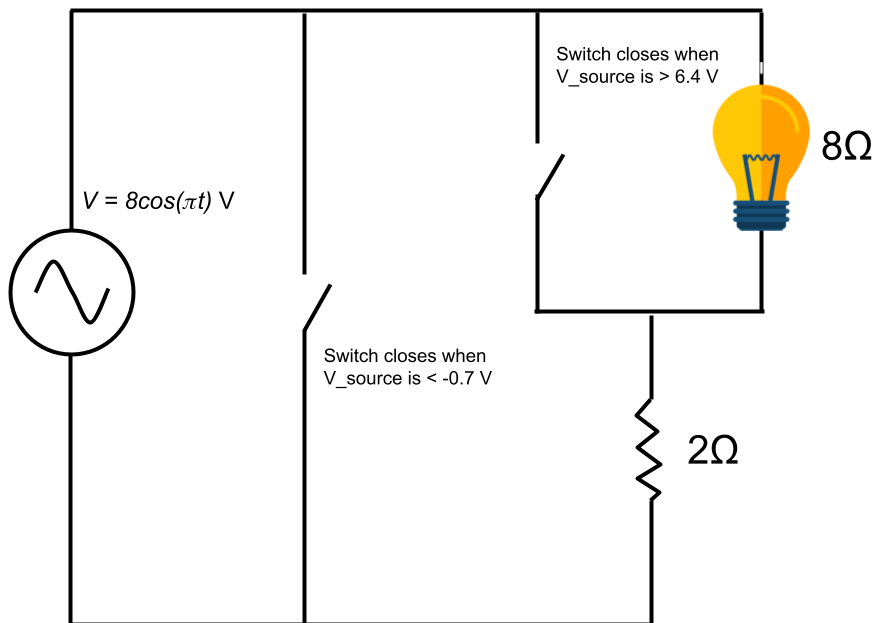 Switch closes when
V_source is > 6.4 V
8Ω
V = 8cos(πt) V
Switch closes when
V_source is < -0.7 V
2Ω